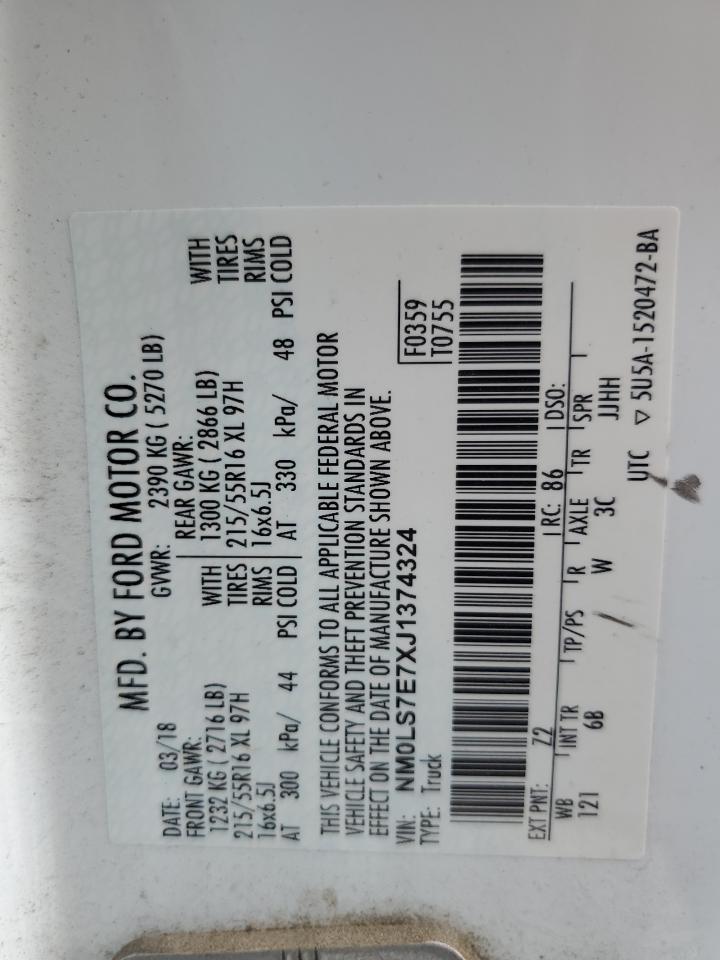 MFD. BY FORD MOTOR CO.
DATE: 03/18 GVWR: 2390 KG ( 5270 LB)
FRONT GAWR: REAR GAWR:
1232 KG ( 2716 LB) WITH 1300 KG ( 2866 LB) WITH
215/55R16 XL 97H TIRES 215/55R16 XL 97H TIRES
16x6.5J RIMS 16x6.5J RIMS
AT 300 kPa/ 44 PSI COLD AT 330 kPa/ 48 PSI COLD
THIS VEHICLE CONFORMS TO ALL APPLICABLE FEDERAL MOTOR
VEHICLE SAFETY AND THEFT PREVENTION STANDARDS IN
EFFECT ON THE DATE OF MANUFACTURE SHOWN ABOVE.
VIN: NM0LS7E7XJ1374324 F0359
TYPE: Truck T0755
EXT PNT: Z2 RC: 86 DSO:
WB INT TR TP/PS R AXLE TR SPR
121 6B W 3C JJHH
UTC ▽ 5U5A-1520472-BA